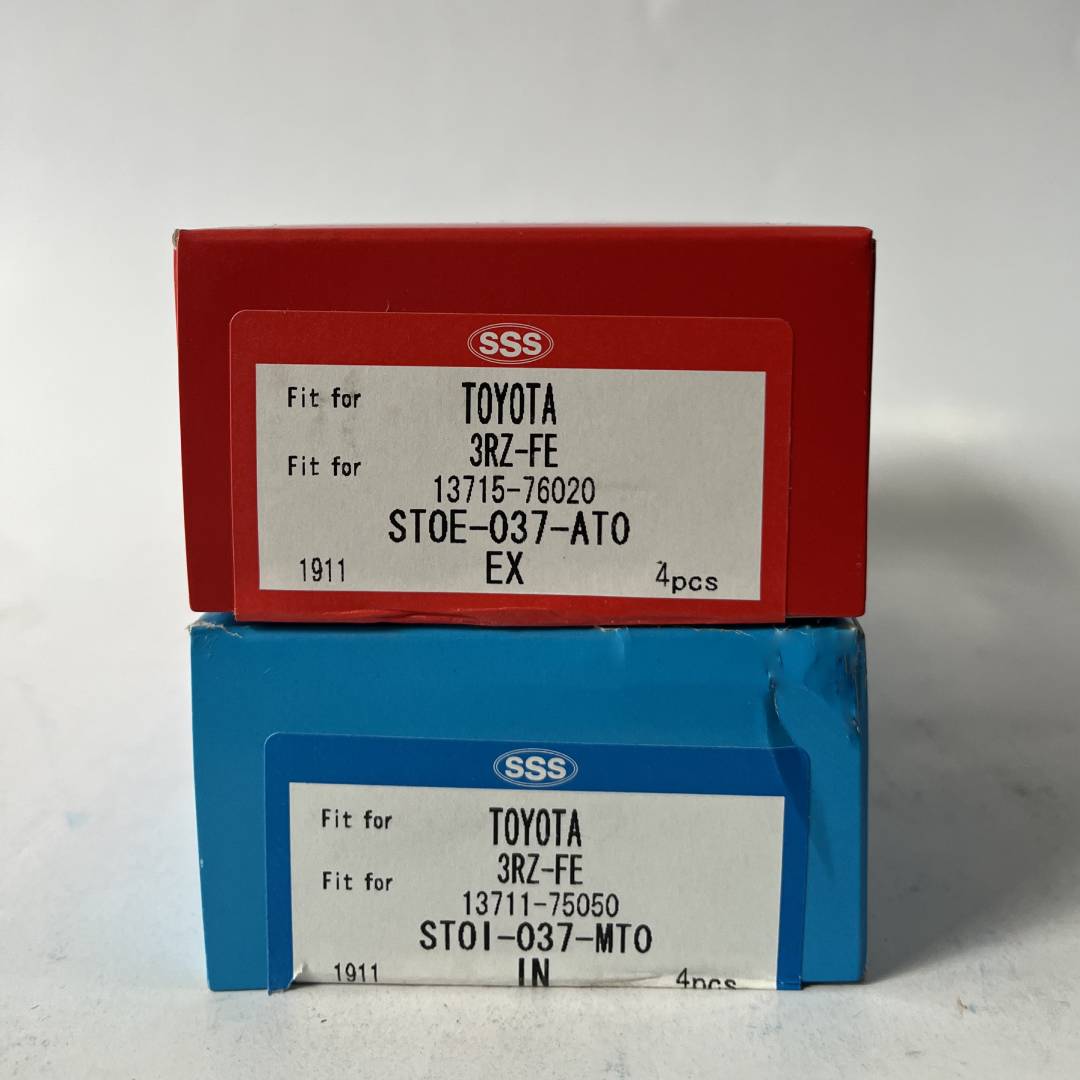 SSS
Fit for TOYOTA
3RZ-FE
Fit for
13715-76020
STOE-037-ATO
1911 EX 4pcs
SSS
Fit for TOYOTA
3RZ-FE
Fit for
13711-75050
STOI-037-MTO
1911 IN 4pcs